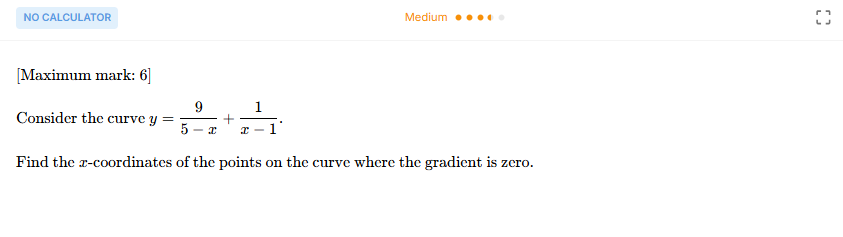 NO CALCULATOR
Medium
[Maximum mark: 6]
Consider the curve y = 9/(5 − x) + 1/(x − 1).
Find the x-coordinates of the points on the curve where the gradient is zero.